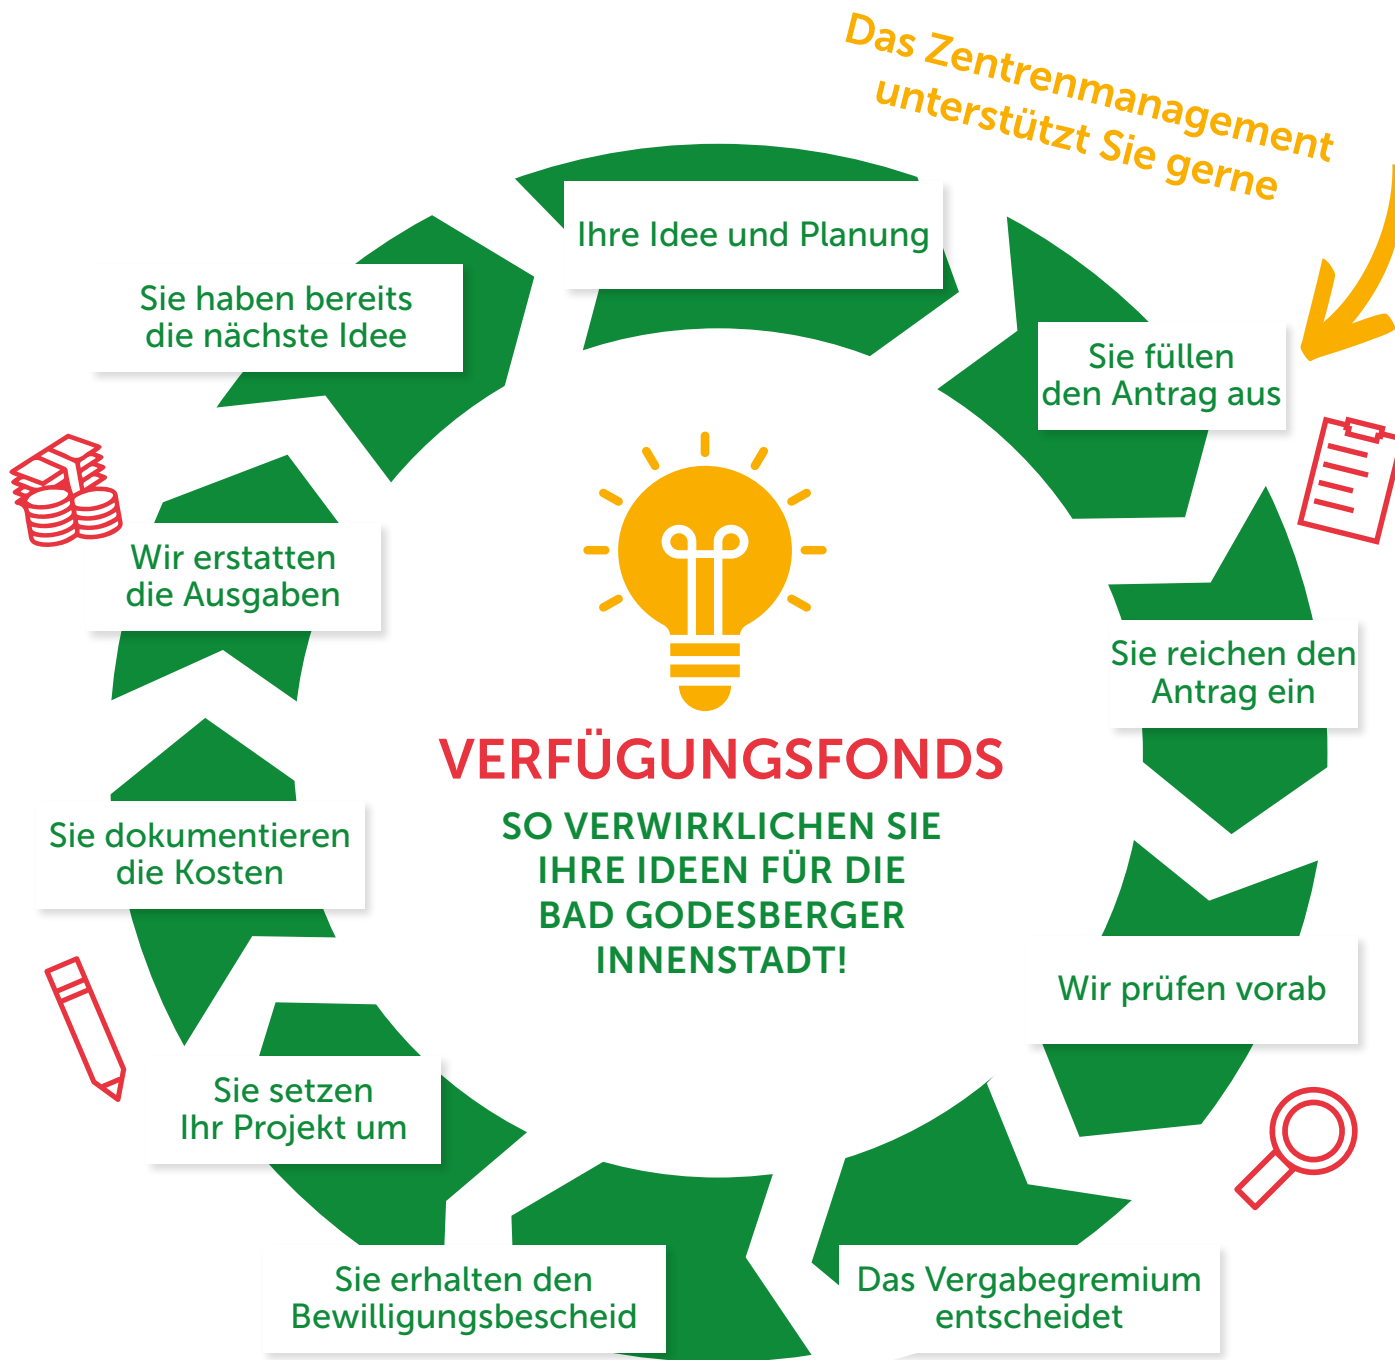 Das Zentrenmanagement
unterstützt Sie gerne
Ihre Idee und Planung
Sie füllen
den Antrag aus
Sie reichen den
Antrag ein
Wir prüfen vorab
Das Vergabegremium
entscheidet
Sie erhalten den
Bewilligungsbescheid
Sie setzen
Ihr Projekt um
Sie dokumentieren
die Kosten
Wir erstatten
die Ausgaben
Sie haben bereits
die nächste Idee
VERFÜGUNGSFONDS
SO VERWIRKLICHEN SIE
IHRE IDEEN FÜR DIE
BAD GODESBERGER
INNENSTADT!